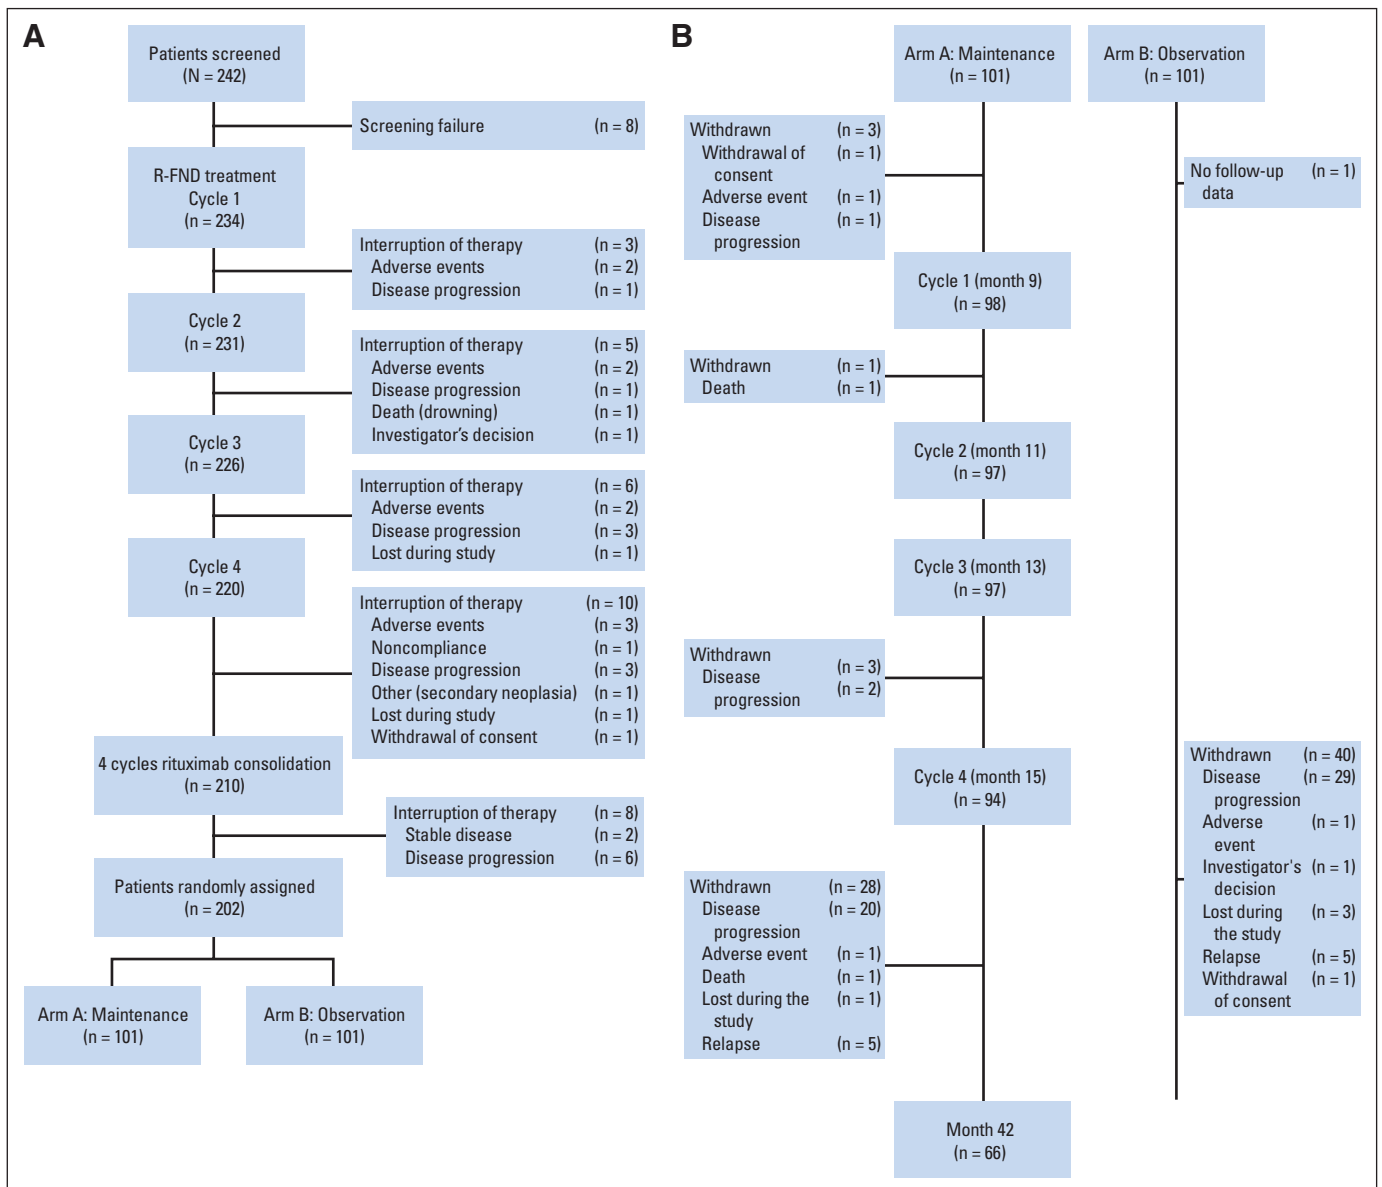 A
Patients screened
(N = 242)
Screening failure (n = 8)
R-FND treatment
Cycle 1
(n = 234)
Interruption of therapy (n = 3)
Adverse events (n = 2)
Disease progression (n = 1)
Cycle 2
(n = 231)
Interruption of therapy (n = 5)
Adverse events (n = 2)
Disease progression (n = 1)
Death (drowning) (n = 1)
Investigator's decision (n = 1)
Cycle 3
(n = 226)
Interruption of therapy (n = 6)
Adverse events (n = 2)
Disease progression (n = 3)
Lost during study (n = 1)
Cycle 4
(n = 220)
Interruption of therapy (n = 10)
Adverse events (n = 3)
Noncompliance (n = 1)
Disease progression (n = 3)
Other (secondary neoplasia) (n = 1)
Lost during study (n = 1)
Withdrawal of consent (n = 1)
4 cycles rituximab consolidation
(n = 210)
Interruption of therapy (n = 8)
Stable disease (n = 2)
Disease progression (n = 6)
Patients randomly assigned
(n = 202)
Arm A: Maintenance
(n = 101)
Arm B: Observation
(n = 101)
B
Arm A: Maintenance
(n = 101)
Withdrawn (n = 3)
Withdrawal of (n = 1)
consent
Adverse event (n = 1)
Disease (n = 1)
progression
Cycle 1 (month 9)
(n = 98)
Withdrawn (n = 1)
Death (n = 1)
Cycle 2 (month 11)
(n = 97)
Cycle 3 (month 13)
(n = 97)
Withdrawn (n = 3)
Disease (n = 2)
progression
Cycle 4 (month 15)
(n = 94)
Withdrawn (n = 28)
Disease (n = 20)
progression
Adverse event (n = 1)
Death (n = 1)
Lost during the (n = 1)
study
Relapse (n = 5)
Month 42
(n = 66)
Arm B: Observation
(n = 101)
No follow-up (n = 1)
data
Withdrawn (n = 40)
Disease (n = 29)
progression
Adverse (n = 1)
event
Investigator's (n = 1)
decision
Lost during (n = 3)
the study
Relapse (n = 5)
Withdrawal (n = 1)
of consent